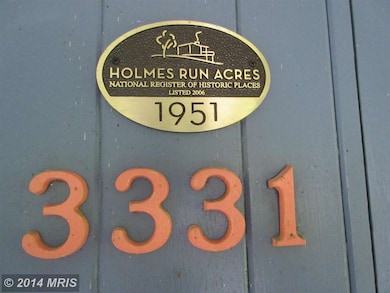 HOLMES RUN ACRES
NATIONAL REGISTER OF HISTORIC PLACES
LISTED 2006
1951
3331
© 2014 MRIS